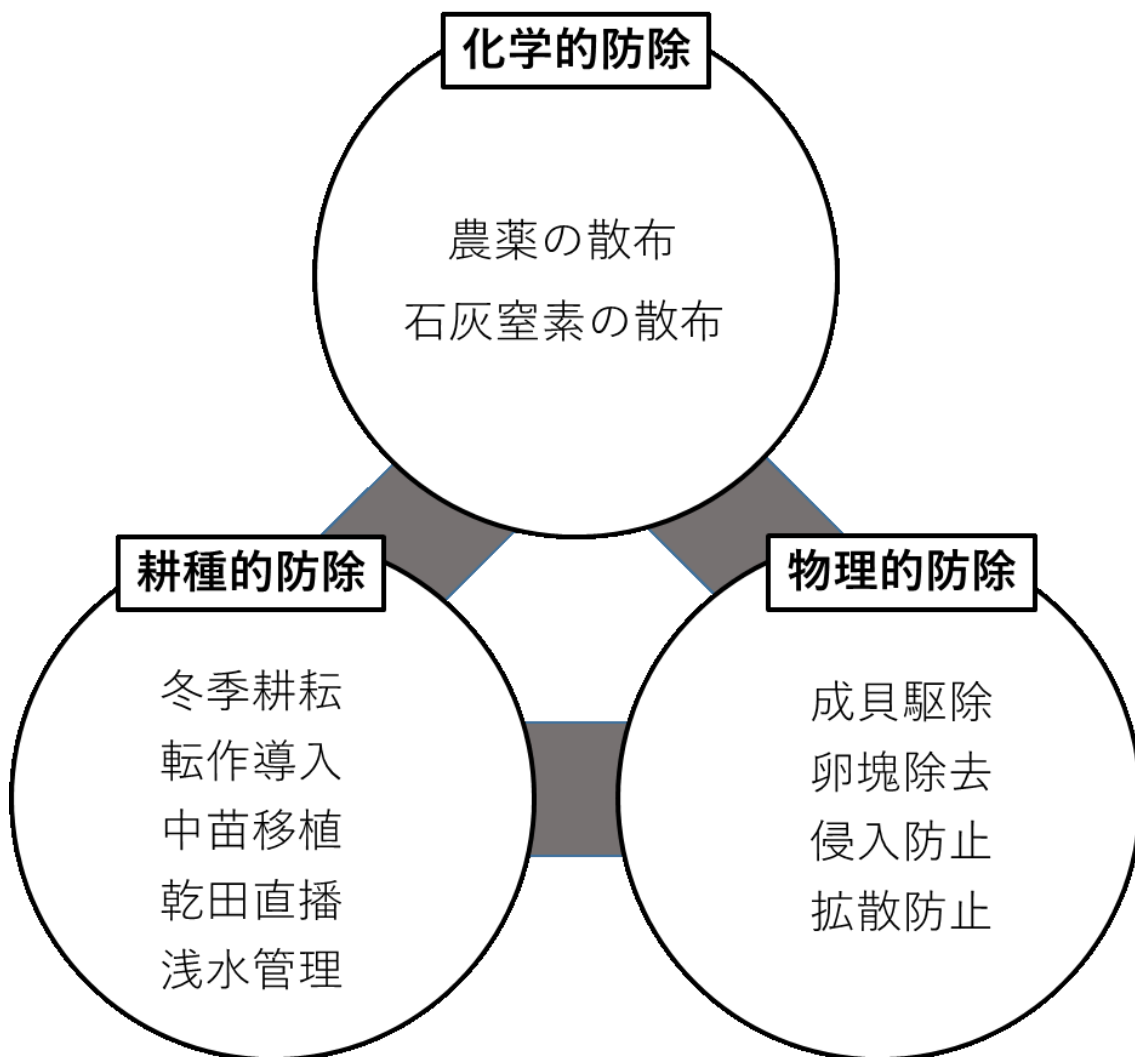 化学的防除
農薬の散布
石灰窒素の散布
耕種的防除
冬季耕耘
転作導入
中苗移植
乾田直播
浅水管理
物理的防除
成貝駆除
卵塊除去
侵入防止
拡散防止